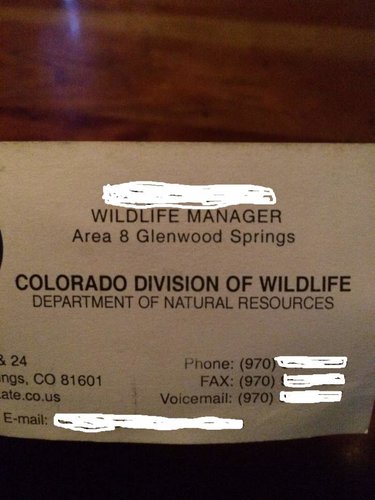 WILDLIFE MANAGER
Area 8 Glenwood Springs
COLORADO DIVISION OF WILDLIFE
DEPARTMENT OF NATURAL RESOURCES
& 24
ngs, CO 81601
ate.co.us
E-mail:
Phone: (970)
FAX: (970)
Voicemail: (970)